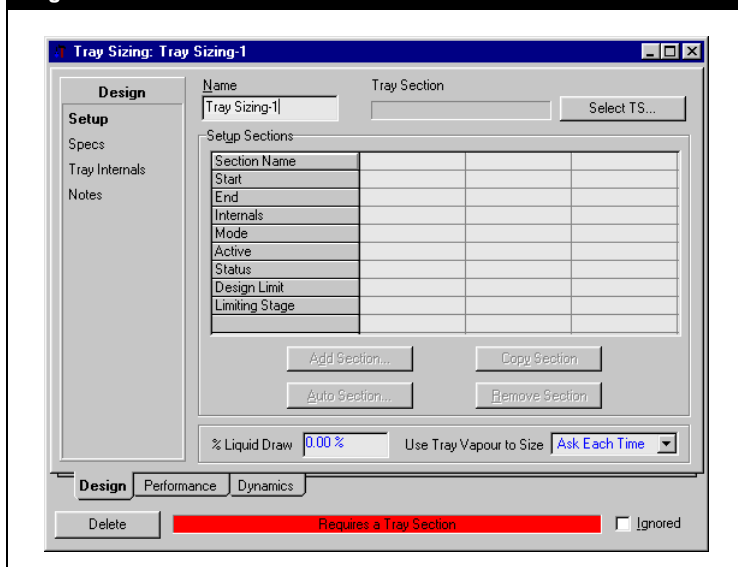 Tray Sizing: Tray Sizing-1
Design
Setup
Specs
Tray Internals
Notes
Name
Tray Section
Tray Sizing-1
Select TS...
Setup Sections
Section Name
Start
End
Internals
Mode
Active
Status
Design Limit
Limiting Stage
Add Section...
Copy Section
Auto Section...
Remove Section
% Liquid Draw
0.00 %
Use Tray Vapour to Size
Ask Each Time
Design
Performance
Dynamics
Delete
Requires a Tray Section
Ignored